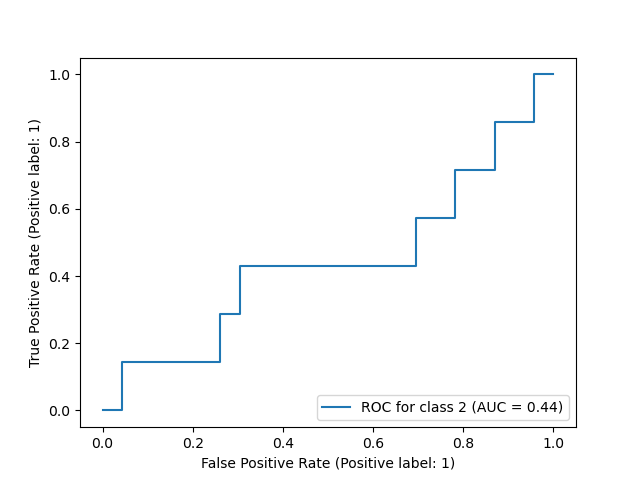 1.0
0.8
0.6
0.4
0.2
0.0
True Positive Rate (Positive label: 1)
ROC for class 2 (AUC = 0.44)
0.0 0.2 0.4 0.6 0.8 1.0
False Positive Rate (Positive label: 1)